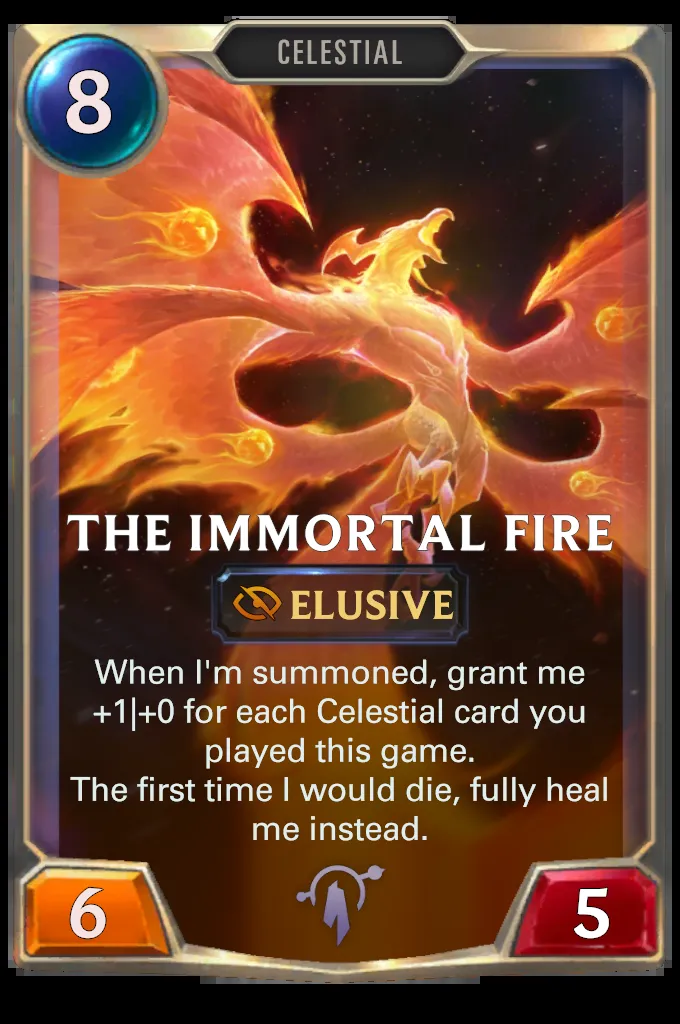 CELESTIAL
8
THE IMMORTAL FIRE
ELUSIVE
When I'm summoned, grant me
+1|+0 for each Celestial card you
played this game.
The first time I would die, fully heal
me instead.
6
5